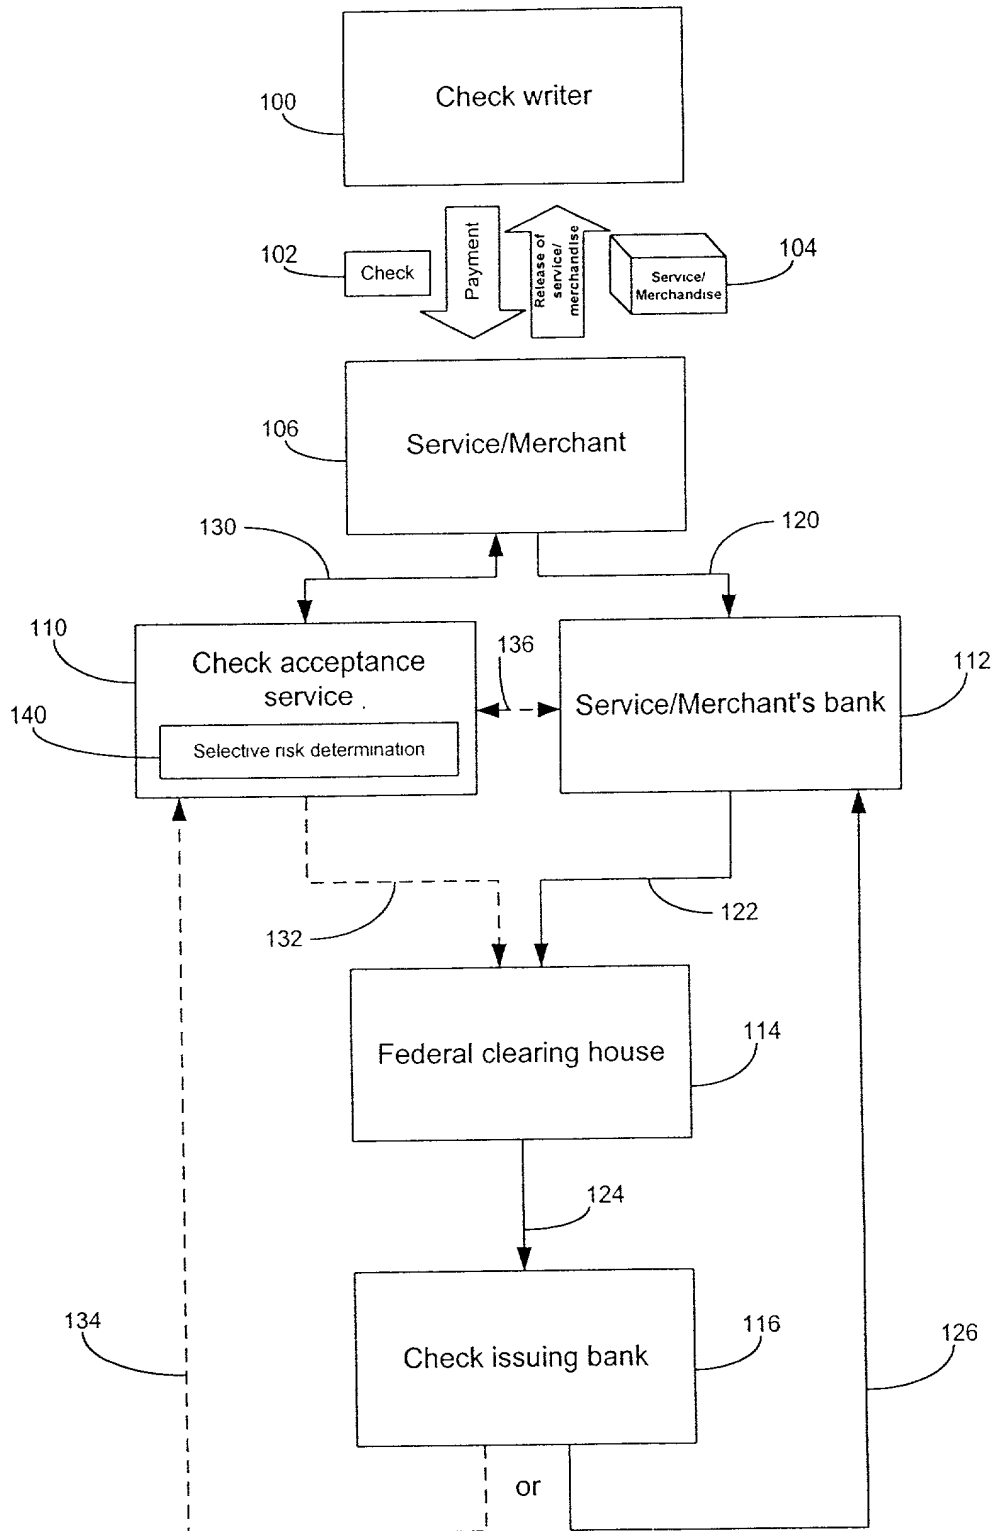 Check writer
100
102
Check
Payment
Release of
service/
merchandise
Service/
Merchandise
104
106
Service/Merchant
130
120
110
Check acceptance
service
136
Service/Merchant's bank
112
140
Selective risk determination
132
122
Federal clearing house
114
124
134
Check issuing bank
116
126
or